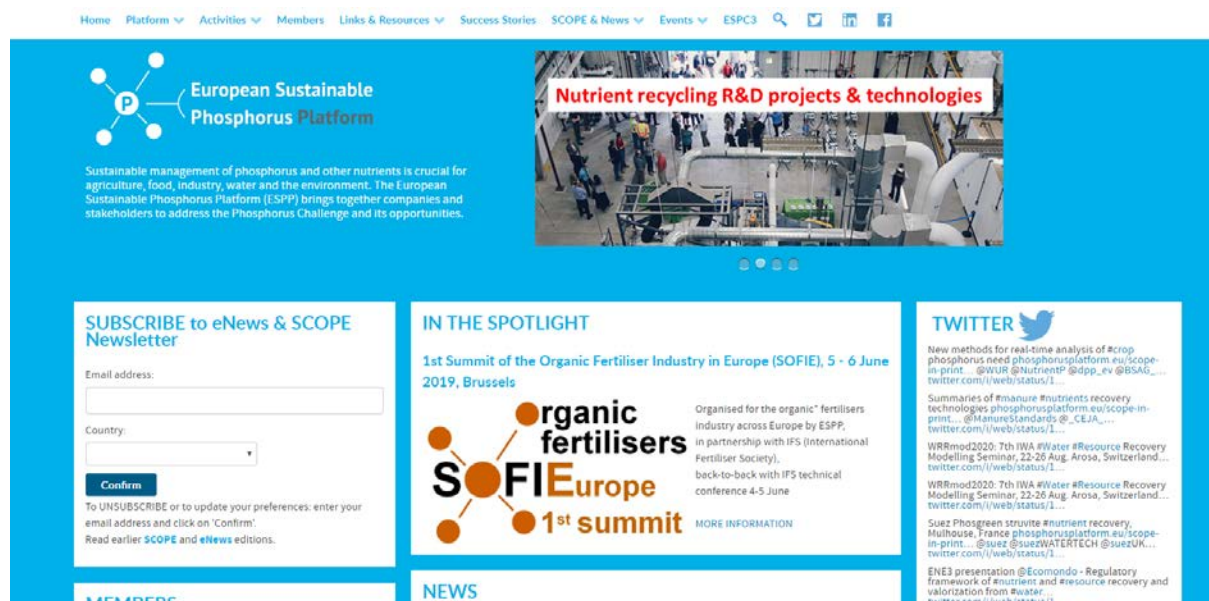 Home Platform Activities Members Links & Resources Success Stories SCOPE & News Events ESPC3
P
European Sustainable
Phosphorus Platform
Sustainable management of phosphorus and other nutrients is crucial for
agriculture, food, industry, water and the environment. The European
Sustainable Phosphorus Platform (ESPP) brings together companies and
stakeholders to address the Phosphorus Challenge and its opportunities.
Nutrient recycling R&D projects & technologies
SUBSCRIBE to eNews & SCOPE
Newsletter
Email address:
Country:
Confirm
To UNSUBSCRIBE or to update your preferences: enter your
email address and click on 'Confirm'.
Read earlier SCOPE and eNews editions.
MEMBERS
IN THE SPOTLIGHT
1st Summit of the Organic Fertiliser Industry in Europe (SOFIE), 5 - 6 June
2019, Brussels
Organic
fertilisers
SOFIEurope
1st summit
Organised for the organic" fertilisers
industry across Europe by ESPP,
in partnership with IFS (International
Fertiliser Society),
back-to-back with IFS technical
conference 4-5 June
MORE INFORMATION
NEWS
TWITTER
New methods for real-time analysis of #crop
phosphorus need phosphorusplatform.eu/scope-
in-print... @WUR @NutrientP @dpp_ev @BSAG_...
twitter.com/i/web/status/1...
Summaries of #manure #nutrients recovery
technologies phosphorusplatform.eu/scope-in-
print... @ManureStandards @_CEJA_...
twitter.com/i/web/status/1...
WRRmod2020: 7th IWA #Water #Resource Recovery
Modelling Seminar, 22-26 Aug. Arosa, Switzerland...
twitter.com/i/web/status/1...
WRRmod2020: 7th IWA #Water #Resource Recovery
Modelling Seminar, 22-26 Aug. Arosa, Switzerland...
twitter.com/i/web/status/1...
Suez Phosgreen struvite #nutrient recovery,
Mulhouse, France phosphorusplatform.eu/scope-
in-print... @suez @suezWATERTECH @suezUK...
twitter.com/i/web/status/1...
ENE3 presentation @Ecomondo - Regulatory
framework of #nutrient and #resource recovery and
valorization from #water...
twitter.com/i/web/status/1...